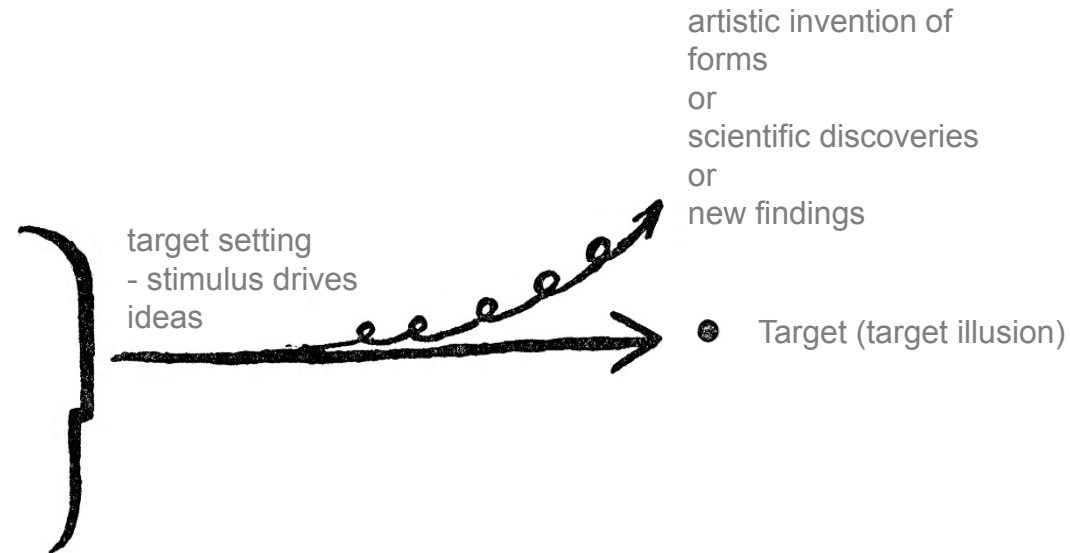 artistic invention of
forms
or
scientific discoveries
or
new findings
target setting
- stimulus drives
ideas
Target (target illusion)